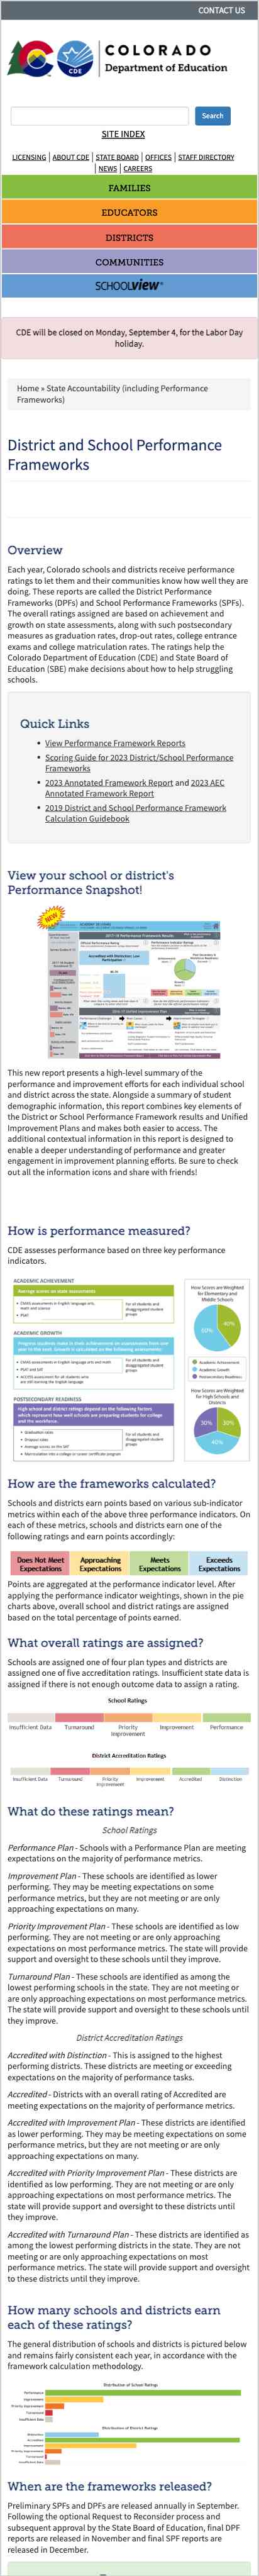 CONTACT US
COLORADO
Department of Education
CDE
Search
SITE INDEX
LICENSING | ABOUT CDE | STATE BOARD | OFFICES | STAFF DIRECTORY
| NEWS | CAREERS
FAMILIES
EDUCATORS
DISTRICTS
COMMUNITIES
SCHOOLVIEW
CDE will be closed on Monday, September 4, for the Labor Day
holiday.
Home » State Accountability (including Performance
Frameworks)
District and School Performance
Frameworks
Overview
Each year, Colorado schools and districts receive performance
ratings to let them and their communities know how well they are
doing. These reports are called the District Performance
Frameworks (DPFs) and School Performance Frameworks (SPFs).
The overall ratings assigned are based on achievement and
growth on state assessments, along with such postsecondary
measures as graduation rates, drop-out rates, college entrance
exams and college matriculation rates. The ratings help the
Colorado Department of Education (CDE) and State Board of
Education (SBE) make decisions about how to help struggling
schools.
Quick Links
• View Performance Framework Reports
• Scoring Guide for 2023 District/School Performance
Frameworks
• 2023 Annotated Framework Report and 2023 AEC
Annotated Framework Report
• 2019 District and School Performance Framework
Calculation Guidebook
View your school or district's
Performance Snapshot!
NEW
This new report presents a high-level summary of the
performance and improvement efforts for each individual school
and district across the state. Alongside a summary of student
demographic information, this report combines key elements of
the District or School Performance Framework results and Unified
Improvement Plans and makes both easier to access. The
additional contextual information in this report is designed to
enable a deeper understanding of performance and greater
engagement in improvement planning efforts. Be sure to check
out all the information icons and share with friends!
How is performance measured?
CDE assesses performance based on three key performance
indicators.
ACADEMIC ACHIEVEMENT
Average scores on state assessments
• CMAS assessments in English language arts,
math and science
• PSAT
For all students and
disaggregated student
groups
ACADEMIC GROWTH
Progress students make in their achievement on assessments from one
year to the next. Growth is calculated on the following assessments:
• CMAS assessments in English language arts and math
• PSAT and SAT
• ACCESS assessment for all students who
are still learning the English language
For all students and
disaggregated student
groups
POSTSECONDARY READINESS
High school and district ratings depend on the following factors
which represent how well schools are preparing students for college
and the workforce.
• Graduation rates
• Dropout rates
• Average scores on the SAT
• Matriculation into a college or career certificate program
For all students and
disaggregated student
groups
How Scores are Weighted
for Elementary and
Middle Schools
40%
60%
Academic Achievement
Academic Growth
Postsecondary Readiness
How Scores are Weighted
for High Schools and
Districts
30%
30%
40%
How are the frameworks calculated?
Schools and districts earn points based on various sub-indicator
metrics within each of the above three performance indicators. On
each of these metrics, schools and districts earn one of the
following ratings and earn points accordingly:
Does Not Meet Expectations
Approaching Expectations
Meets Expectations
Exceeds Expectations
Points are aggregated at the performance indicator level. After
applying the performance indicator weightings, shown in the pie
charts above, overall school and district ratings are assigned
based on the total percentage of points earned.
What overall ratings are assigned?
Schools are assigned one of four plan types and districts are
assigned one of five accreditation ratings. Insufficient state data is
assigned if there is not enough outcome data to assign a rating.
School Ratings
Insufficient Data
Turnaround
Priority Improvement
Improvement
Performance
District Accreditation Ratings
Insufficient Data
Turnaround
Priority Improvement
Improvement
Accredited
Distinction
What do these ratings mean?
School Ratings
Performance Plan - Schools with a Performance Plan are meeting
expectations on the majority of performance metrics.
Improvement Plan - These schools are identified as lower
performing. They may be meeting expectations on some
performance metrics, but they are not meeting or are only
approaching expectations on many.
Priority Improvement Plan - These schools are identified as low
performing. They are not meeting or are only approaching
expectations on most performance metrics. The state will provide
support and oversight to these schools until they improve.
Turnaround Plan - These schools are identified as among the
lowest performing schools in the state. They are not meeting or
are only approaching expectations on most performance metrics.
The state will provide support and oversight to these schools until
they improve.
District Accreditation Ratings
Accredited with Distinction - This is assigned to the highest
performing districts. These districts are meeting or exceeding
expectations on the majority of performance tasks.
Accredited - Districts with an overall rating of Accredited are
meeting expectations on the majority of performance metrics.
Accredited with Improvement Plan - These districts are identified
as lower performing. They may be meeting expectations on some
performance metrics, but they are not meeting or are only
approaching expectations on many.
Accredited with Priority Improvement Plan - These districts are
identified as low performing. They are not meeting or are only
approaching expectations on most performance metrics. The
state will provide support and oversight to these districts until
they improve.
Accredited with Turnaround Plan - These districts are identified as
among the lowest performing districts in the state. They are not
meeting or are only approaching expectations on most
performance metrics. The state will provide support and oversight
to these districts until they improve.
How many schools and districts earn
each of these ratings?
The general distribution of schools and districts is pictured below
and remains fairly consistent each year, in accordance with the
framework calculation methodology.
Distribution of School Ratings
Performance
Improvement
Priority Improvement
Turnaround
Insufficient Data
Distribution of District Ratings
Distinction
Accredited
Improvement
Priority Improvement
Turnaround
Insufficient Data
When are the frameworks released?
Preliminary SPFs and DPFs are released annually in September.
Following the optional Request to Reconsider process and
subsequent approval by the State Board of Education, final DPF
reports are released in November and final SPF reports are
released in December.